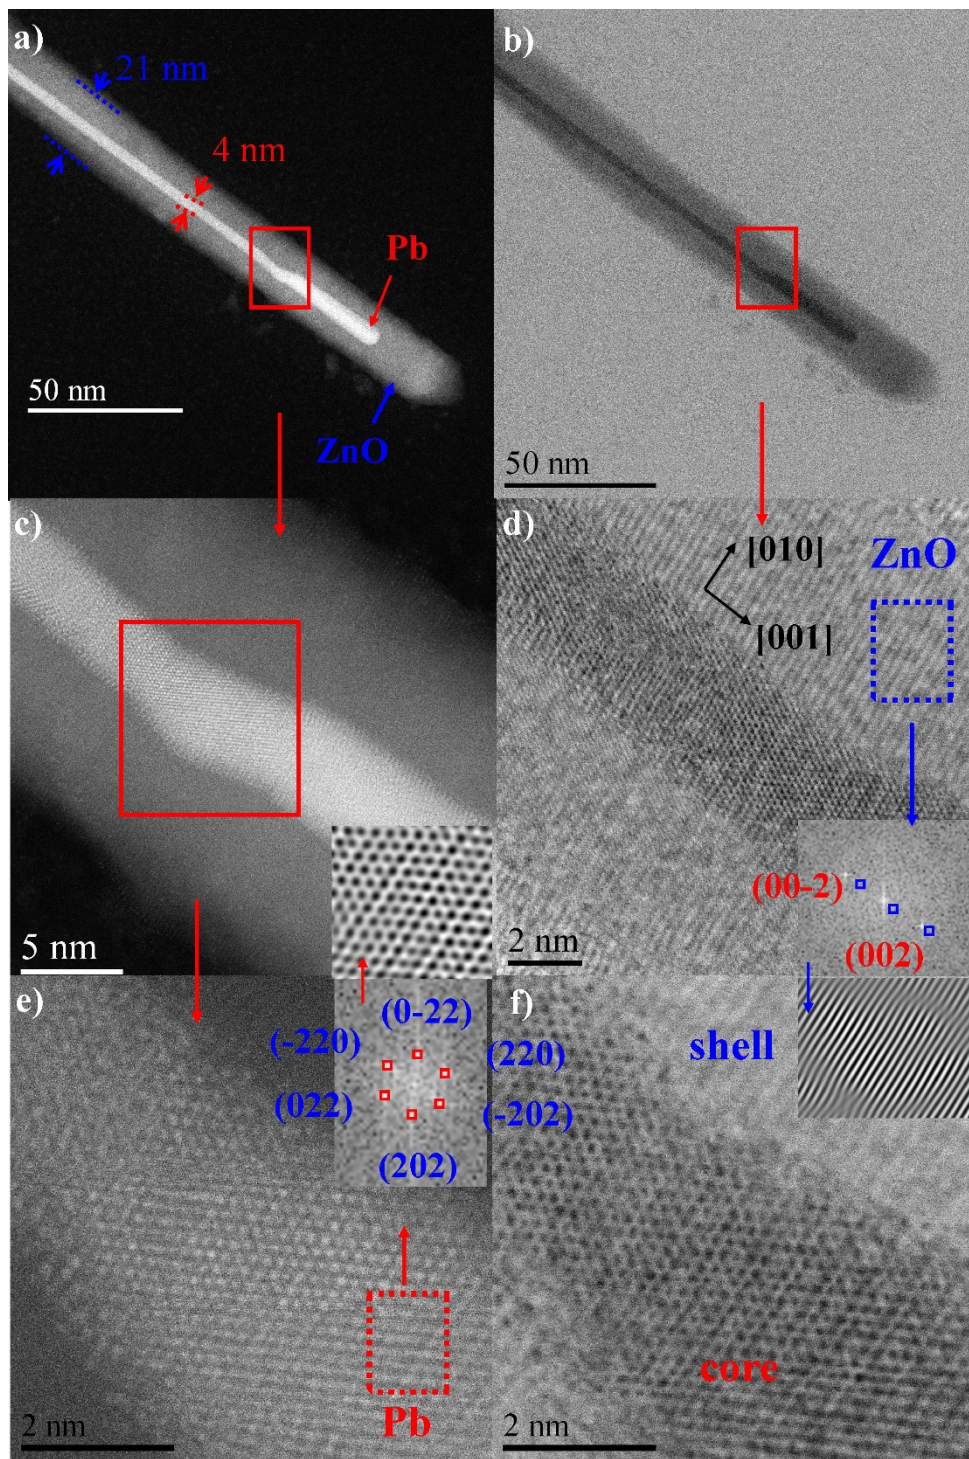 a)
21 nm
4 nm
Pb
50 nm
ZnO
b)
50 nm
c)
5 nm
d)
[010]
[001]
ZnO
(00-2)
(002)
2 nm
e)
(0-22)
(-220)
(220)
(022)
(-202)
(202)
Pb
2 nm
f)
shell
core
2 nm